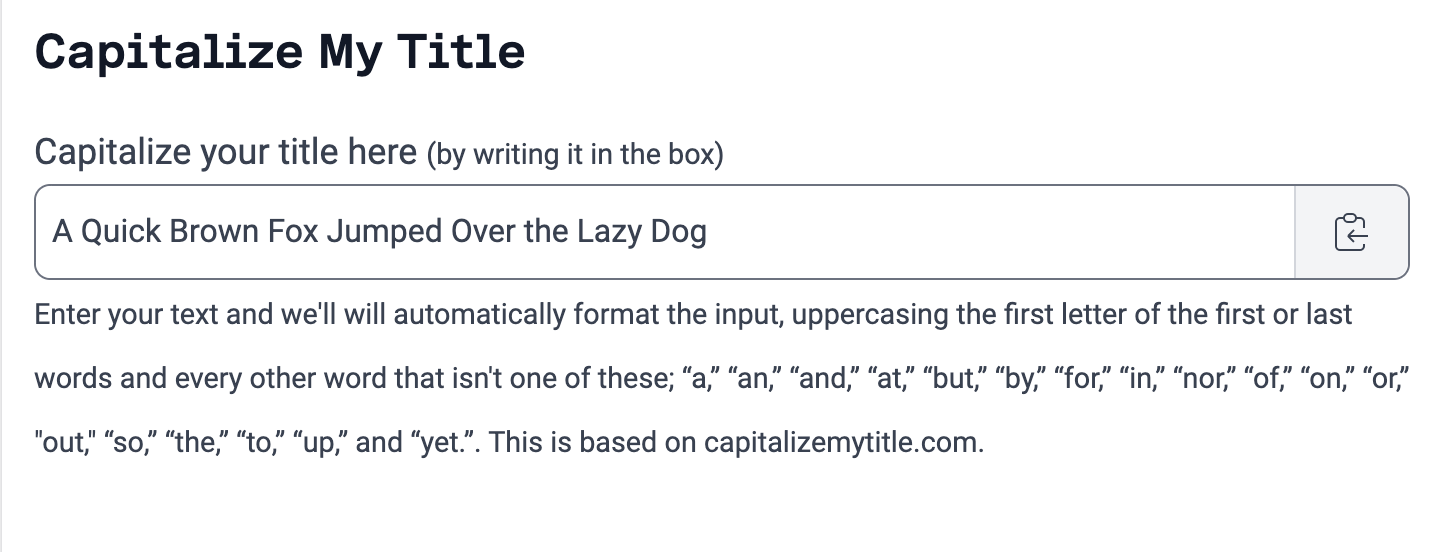 Capitalize My Title
Capitalize your title here (by writing it in the box)
A Quick Brown Fox Jumped Over the Lazy Dog
Enter your text and we'll will automatically format the input, uppercasing the first letter of the first or last
words and every other word that isn't one of these; “a,” “an,” “and,” “at,” “but,” “by,” “for,” “in,” “nor,” “of,” “on,” “or,”
"out," “so,” “the,” “to,” “up,” and “yet.”. This is based on capitalizemytitle.com.